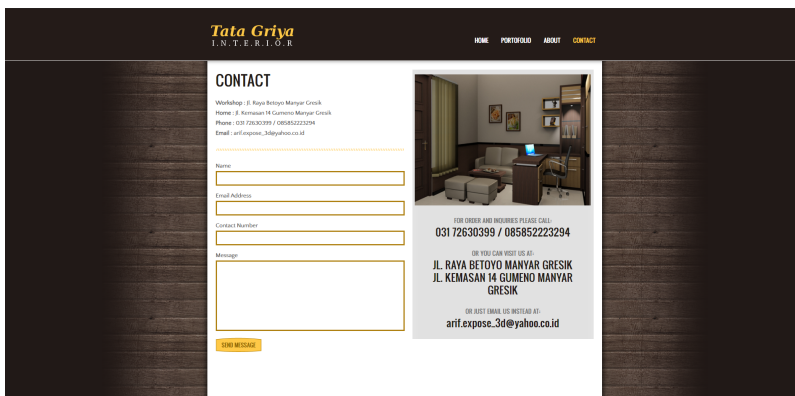 Tata Griya
I.N.T.E.R.I.O.R
HOME PORTOFOLIO ABOUT CONTACT
CONTACT
Workshop : Jl. Raya Betoyo Manyar Gresik
Home : Jl. Kemasan 14 Gumeno Manyar Gresik
Phone : 031 72630399 / 085852223294
Email : arif.expose_3d@yahoo.co.id
Name
Email Address
Contact Number
Message
SEND MESSAGE
FOR ORDER AND INQUIRIES PLEASE CALL:
031 72630399 / 085852223294
OR YOU CAN VISIT US AT:
JL. RAYA BETOYO MANYAR GRESIK
JL. KEMASAN 14 GUMENO MANYAR
GRESIK
OR JUST EMAIL US INSTEAD AT:
arif.expose_3d@yahoo.co.id